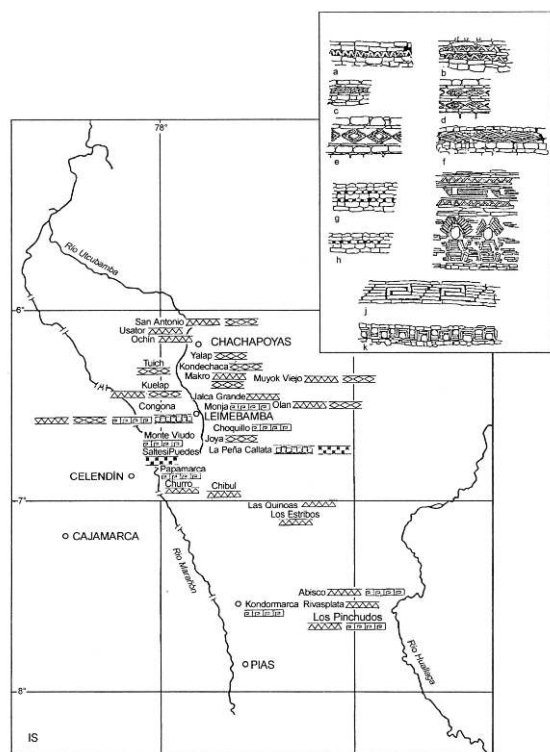 a
b
c
d
e
f
g
h
j
k
78°
Río Utcubamba
6°
San Antonio
Usator
Ochín
CHACHAPOYAS
Yalap
Kondechaca
Tuich
Makro
Muyok Viejo
Kuelap
Jalca Grande
Congona
Monja
Olan
LEIMEBAMBA
Choquillo
Monte Viudo
Joya
La Peña Callata
SaltesiPuedes
CELENDÍN
Papamarca
Churro
Chibul
7°
Las Quinoas
Los Estribos
CAJAMARCA
Río Marañón
Abisco
Kondormarca
Rivasplata
Los Pinchudos
PIAS
Río Huallaga
8°
IS